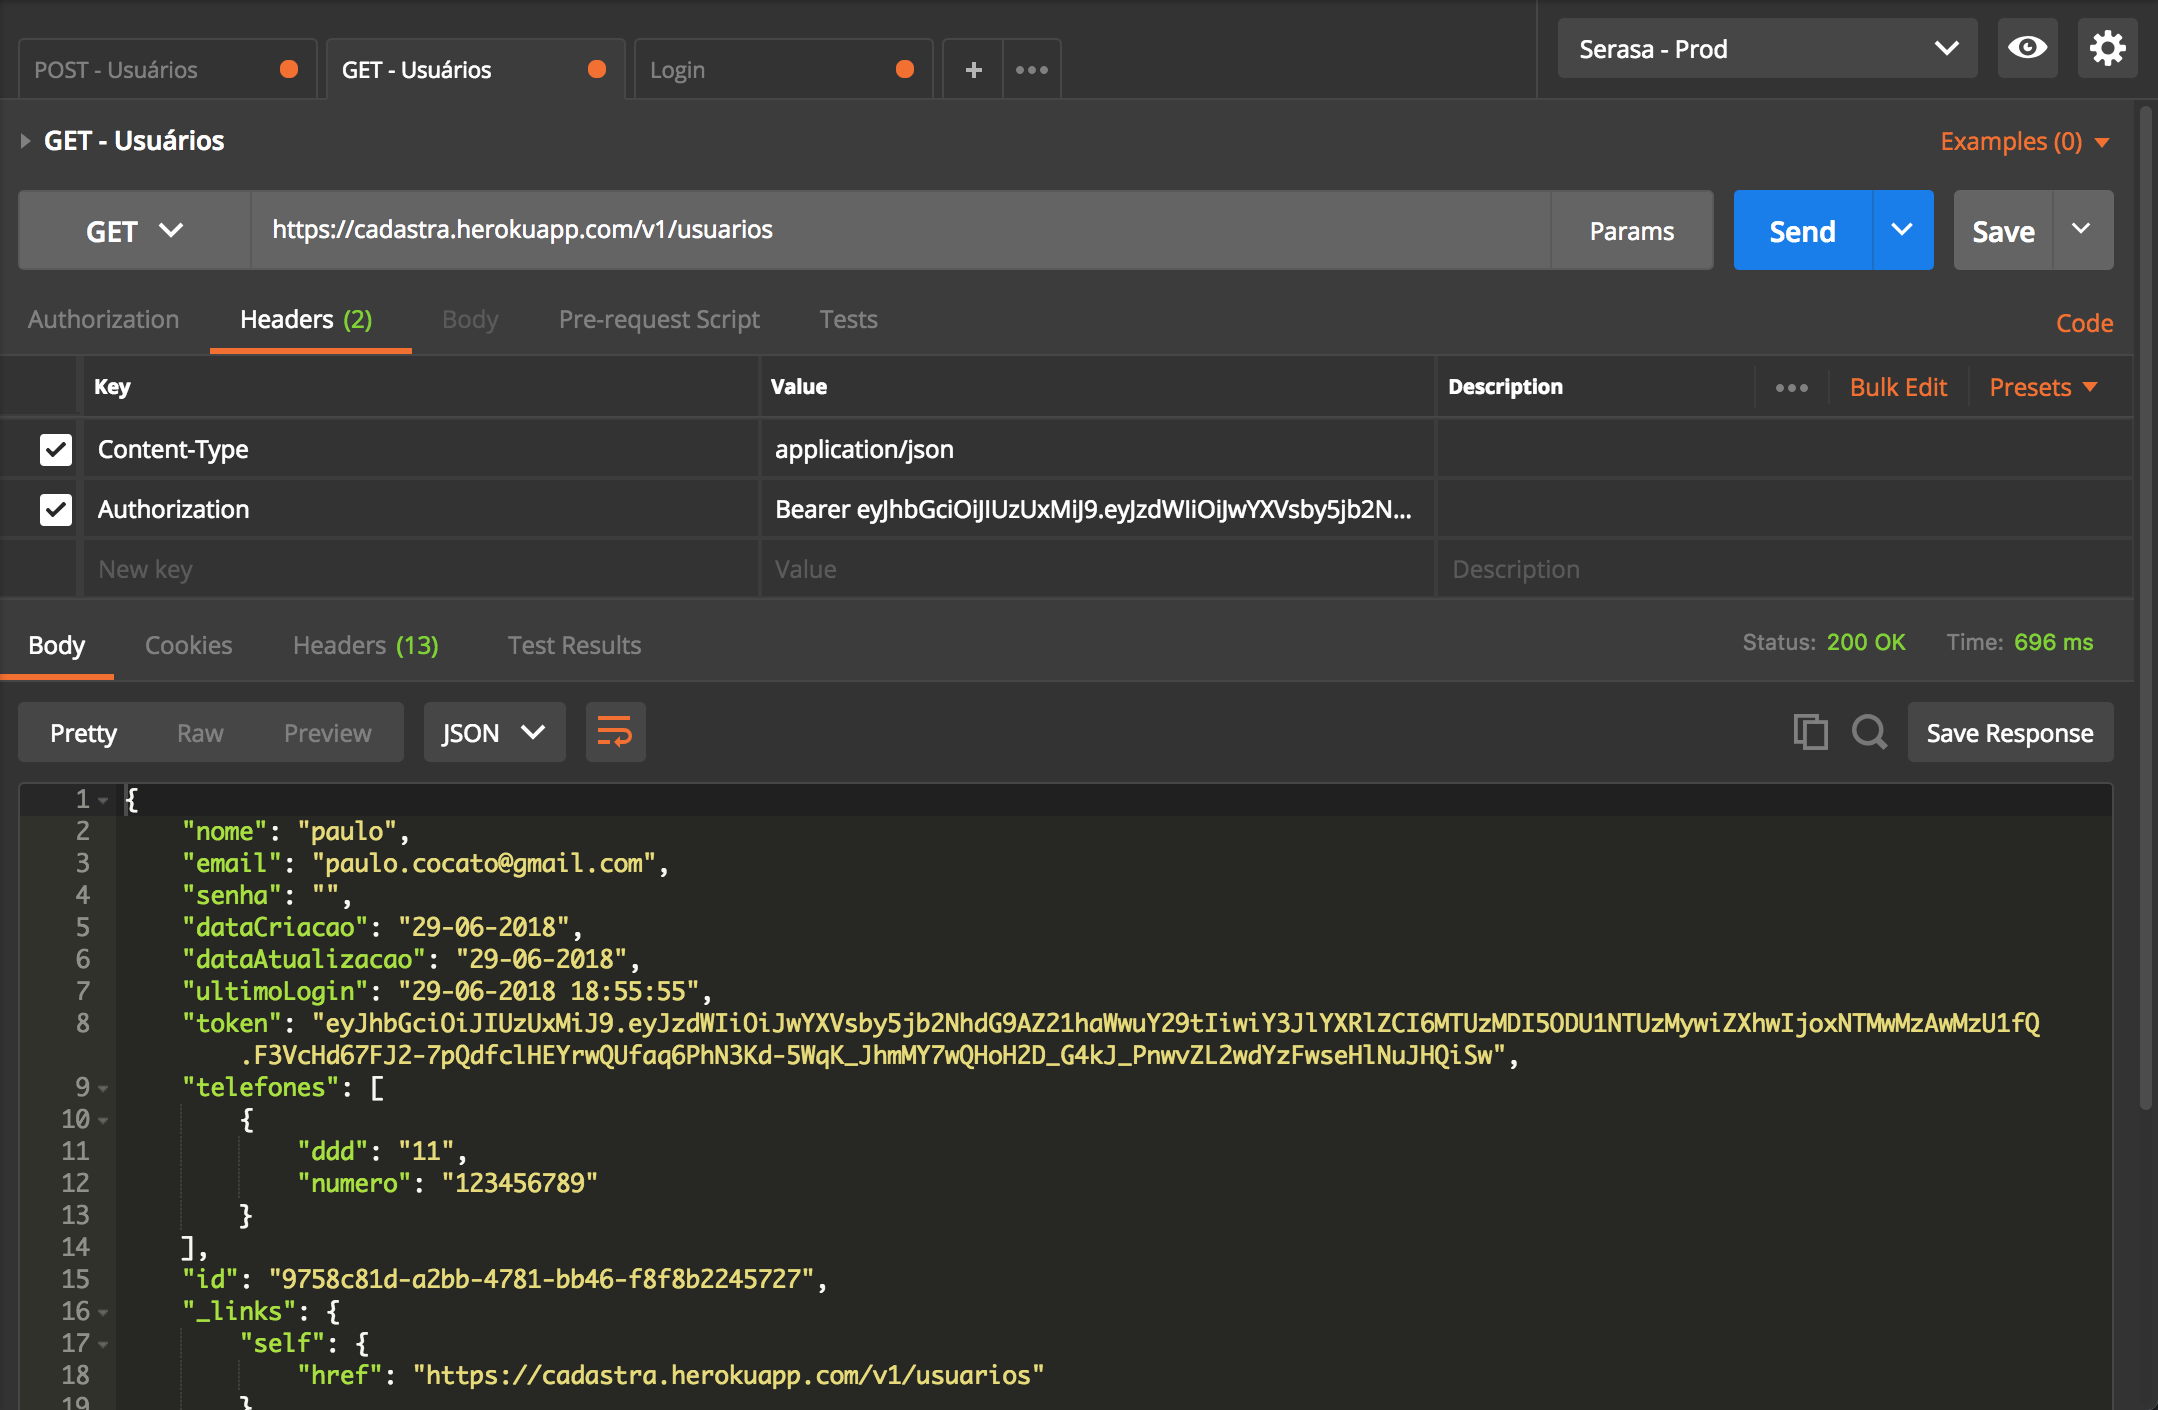 POST - Usuários
GET - Usuários
Login
Serasa - Prod
GET - Usuários
Examples (0)
GET
https://cadastra.herokuapp.com/v1/usuarios
Params
Send
Save
Authorization
Headers (2)
Body
Pre-request Script
Tests
Code
Key
Value
Description
Bulk Edit
Presets
Content-Type
application/json
Authorization
Bearer eyJhbGciOiJIUzUxMiJ9.eyJzdWIiOiJwYXVsby5jb2N...
New key
Value
Description
Body
Cookies
Headers (13)
Test Results
Status: 200 OK
Time: 696 ms
Pretty
Raw
Preview
JSON
Save Response
1 {
2 "nome": "paulo",
3 "email": "paulo.cocato@gmail.com",
4 "senha": "",
5 "dataCriacao": "29-06-2018",
6 "dataAtualizacao": "29-06-2018",
7 "ultimoLogin": "29-06-2018 18:55:55",
8 "token": "eyJhbGciOiJIUzUxMiJ9.eyJzdWIiOiJwYXVsby5jb2NhdG9AZ21haWwuY29tIiwiY3JlYXRlZCI6MTUzMDI5ODU1NTUzMywiZXhwIjoxNTMwMzAwMzU1fQ
.F3VcHd67FJ2-7pQdfclHEYrwQUfaq6PhN3Kd-5WqK_JhmMY7wQHoH2D_G4kJ_PnwvZL2wdYzFwseHlNuJHQiSw",
9 "telefones": [
10 {
11 "ddd": "11",
12 "numero": "123456789"
13 }
14 ],
15 "id": "9758c81d-a2bb-4781-bb46-f8f8b2245727",
16 "_links": {
17 "self": {
18 "href": "https://cadastra.herokuapp.com/v1/usuarios"
19 }